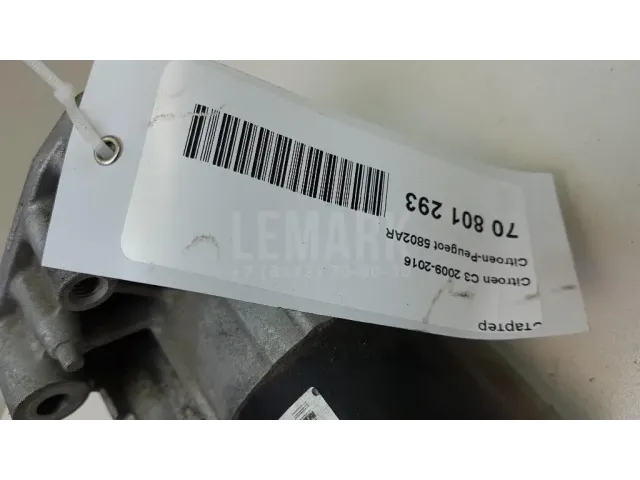 70 801 293
Citroen-Peugeot 5802AR
Citroen C3 2009-2016
Стартер
LEMARK